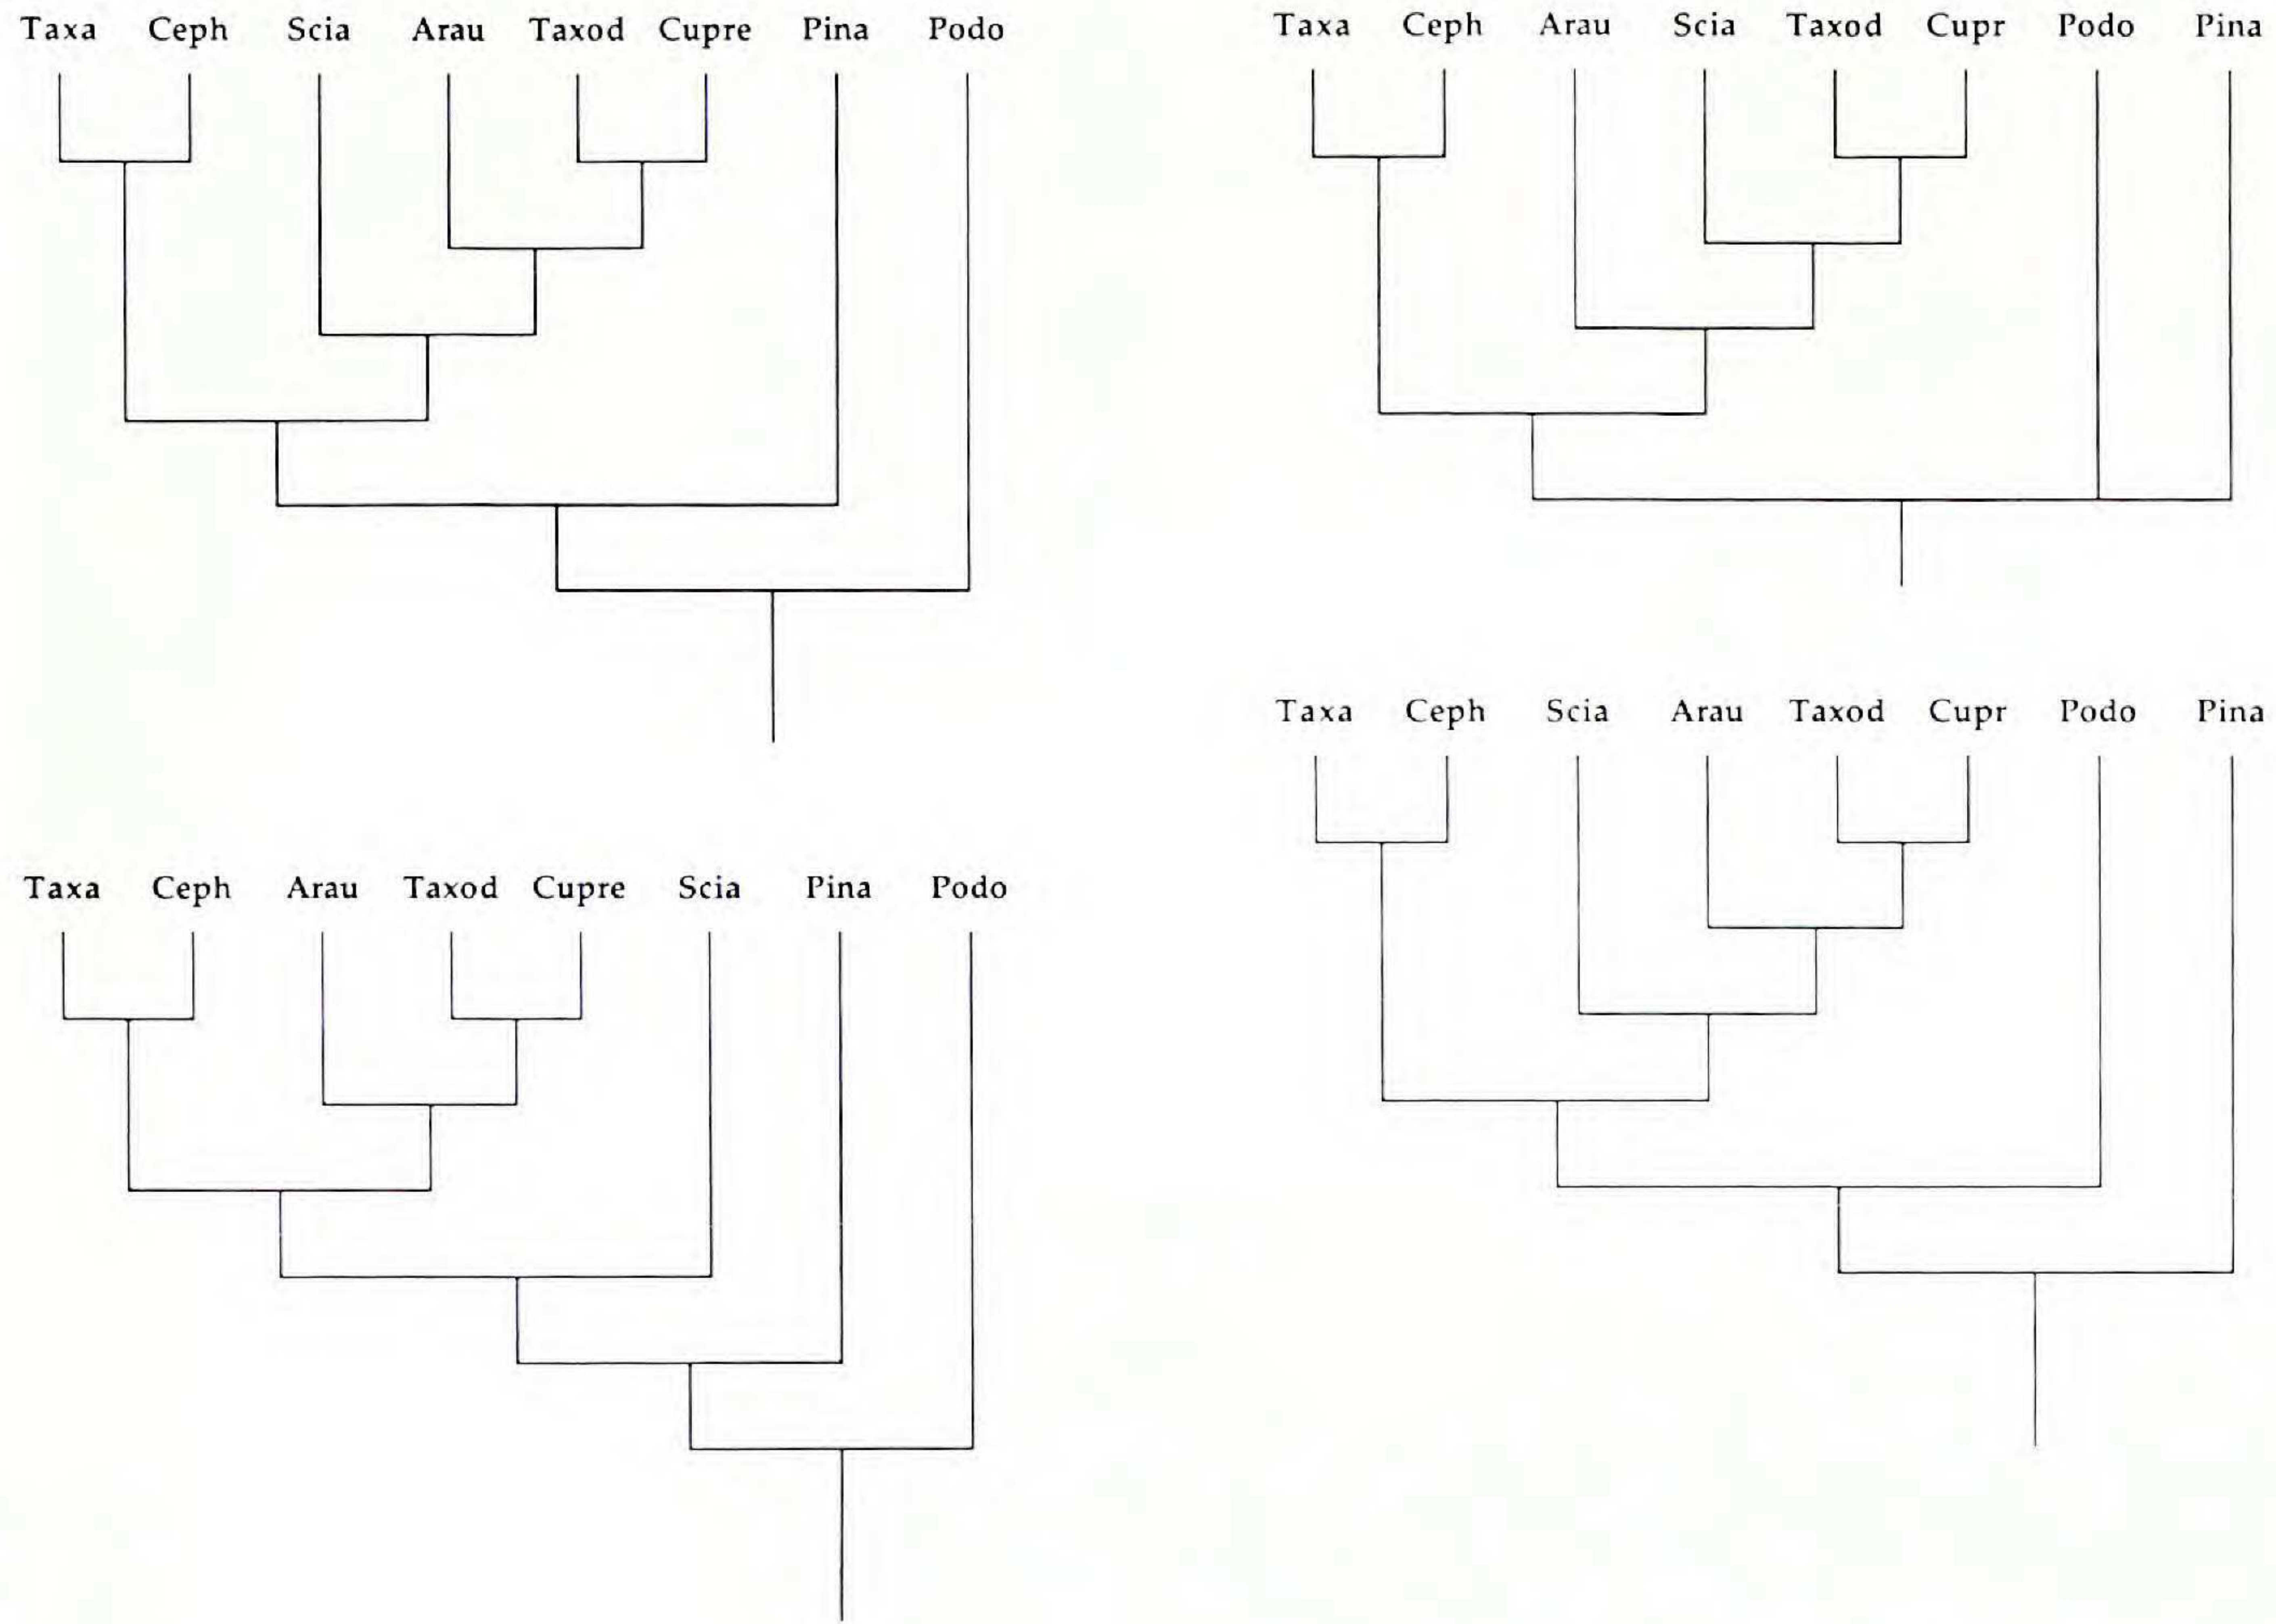 Taxa Ceph Scia Arau Taxod Cupre Pina Podo
Taxa Ceph Arau Scia Taxod Cupr Podo Pina
Taxa Ceph Arau Taxod Cupre Scia Pina Podo
Taxa Ceph Scia Arau Taxod Cupr Podo Pina